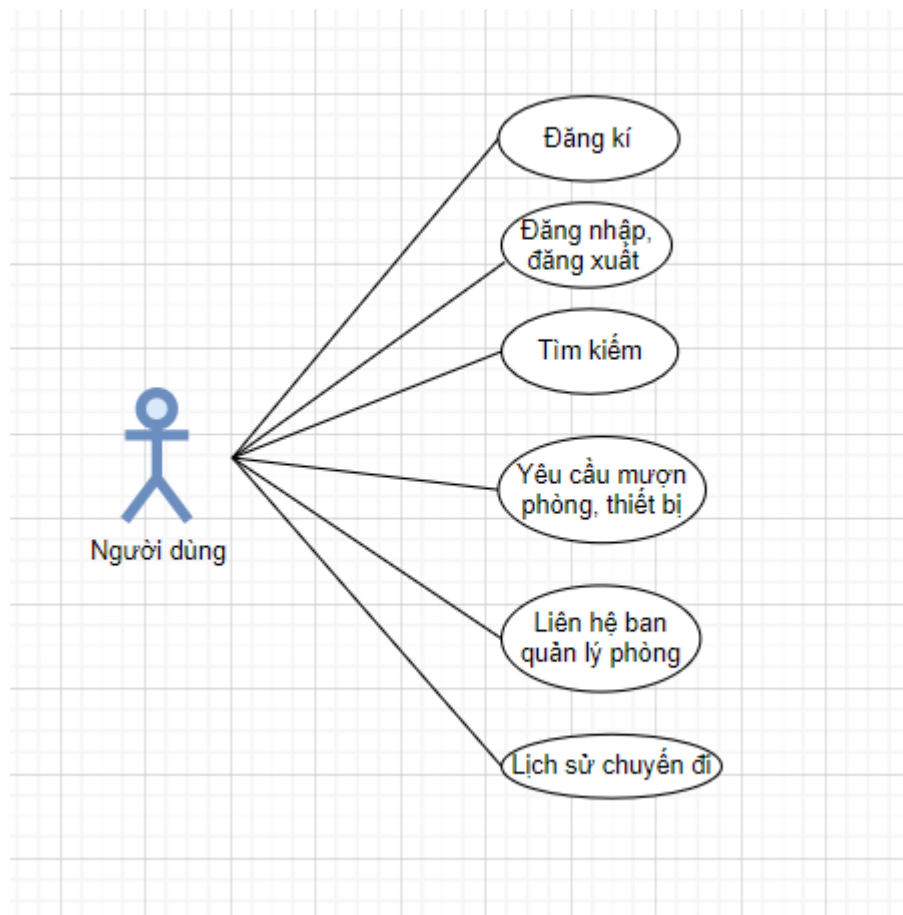 Đăng kí
Đăng nhập,
đăng xuất
Tìm kiếm
Yêu cầu mượn
phòng, thiết bị
Người dùng
Liên hệ ban
quản lý phòng
Lịch sử chuyến đi